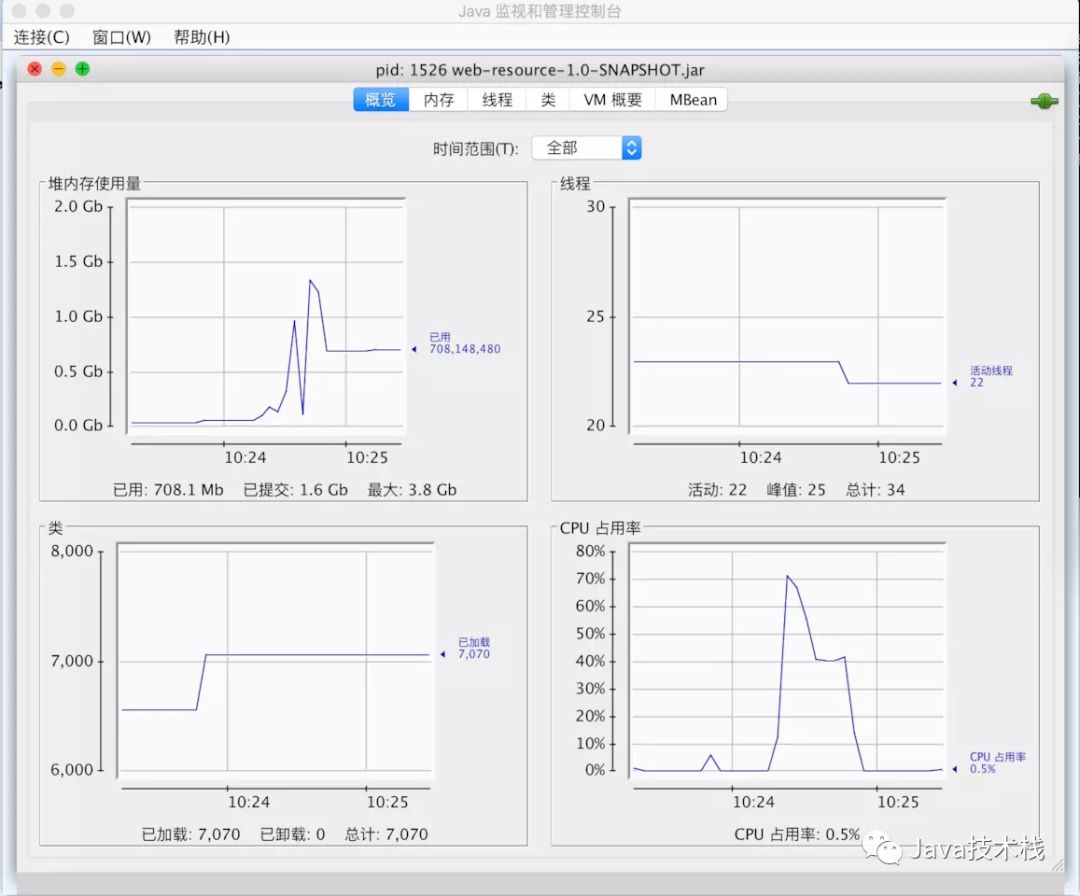 Java 监视和管理控制台
连接(C) 窗口(W) 帮助(H)
pid: 1526 web-resource-1.0-SNAPSHOT.jar
概览 内存 线程 类 VM 概要 MBean
时间范围(T): 全部
堆内存使用量
2.0 Gb
1.5 Gb
1.0 Gb
0.5 Gb
0.0 Gb
已用
708,148,480
10:24 10:25
已用: 708.1 Mb 已提交: 1.6 Gb 最大: 3.8 Gb
线程
30
25
20
活动线程
22
10:24 10:25
活动: 22 峰值: 25 总计: 34
类
8,000
7,000
6,000
已加载
7,070
10:24 10:25
已加载: 7,070 已卸载: 0 总计: 7,070
CPU 占用率
80%
70%
60%
50%
40%
30%
20%
10%
0%
CPU 占用率
0.5%
10:24 10:25
CPU 占用率: 0.5%
Java技术栈